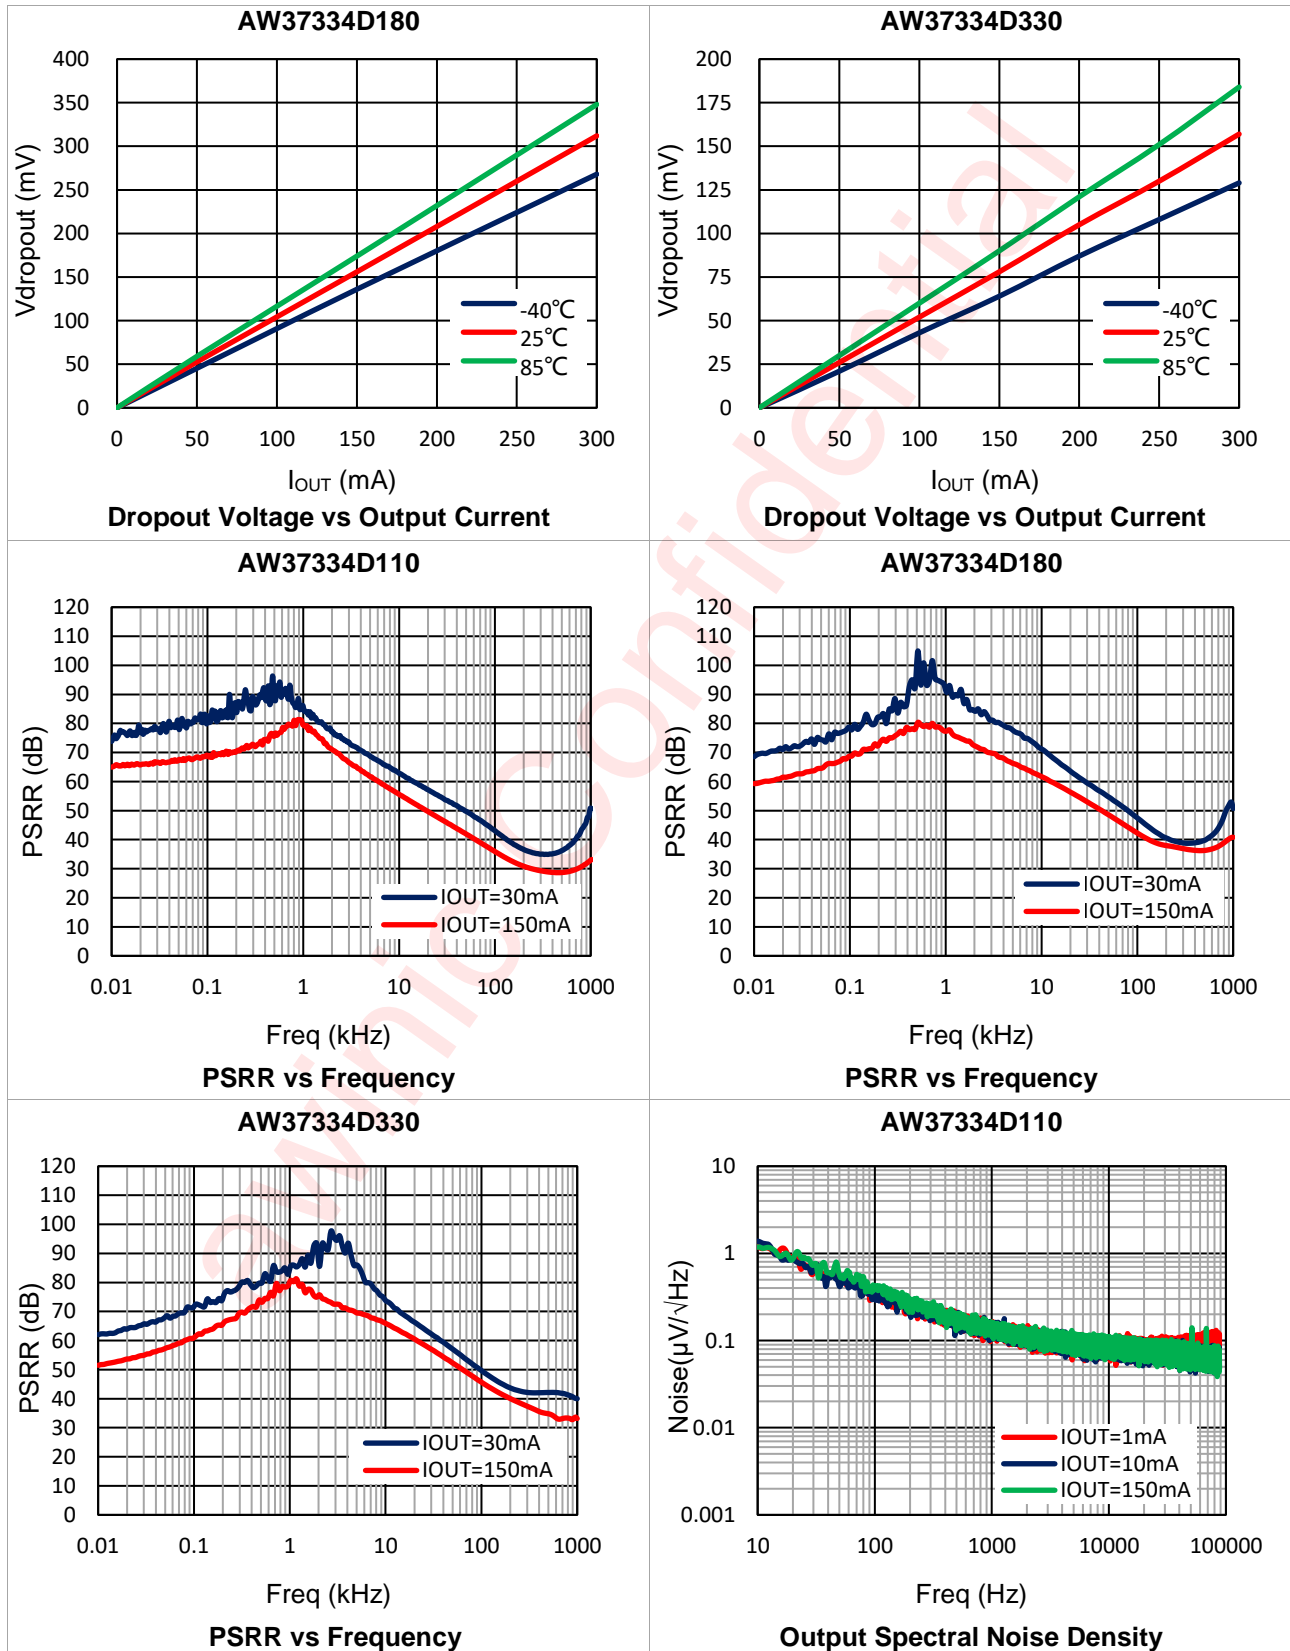 AW37334D180
400
350
300
250
200
150
100
50
0
Vdropout (mV)
-40℃
25℃
85℃
0 50 100 150 200 250 300
IOUT (mA)
Dropout Voltage vs Output Current
AW37334D330
200
175
150
125
100
75
50
25
0
Vdropout (mV)
-40℃
25℃
85℃
0 50 100 150 200 250 300
IOUT (mA)
Dropout Voltage vs Output Current
AW37334D110
120
110
100
90
80
70
60
50
40
30
20
10
0
PSRR (dB)
IOUT=30mA
IOUT=150mA
0.01 0.1 1 10 100 1000
Freq (kHz)
PSRR vs Frequency
AW37334D180
120
110
100
90
80
70
60
50
40
30
20
10
0
PSRR (dB)
IOUT=30mA
IOUT=150mA
0.01 0.1 1 10 100 1000
Freq (kHz)
PSRR vs Frequency
AW37334D330
120
110
100
90
80
70
60
50
40
30
20
10
0
PSRR (dB)
IOUT=30mA
IOUT=150mA
0.01 0.1 1 10 100 1000
Freq (kHz)
PSRR vs Frequency
AW37334D110
10
1
0.1
0.01
0.001
Noise(µV/√Hz)
IOUT=1mA
IOUT=10mA
IOUT=150mA
10 100 1000 10000 100000
Freq (Hz)
Output Spectral Noise Density
awinic Confidential